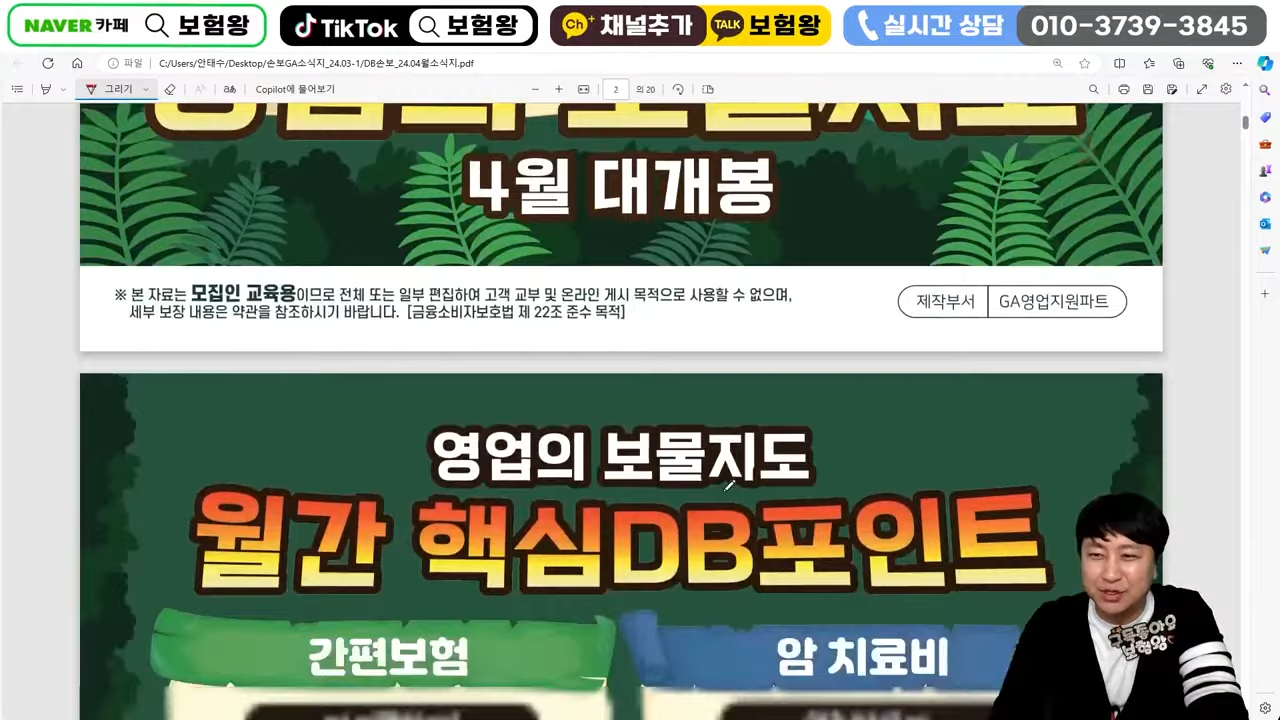 NAVER 카페 보험왕
TikTok 보험왕
Ch+ 채널추가 TALK 보험왕
실시간 상담 010-3739-3845
파일 C:/Users/안태수/Desktop/손보GA소식지_24.03-1/DB손보_24.04월소식지.pdf
그리기 Copilot에 물어보기 2 의 20
4월 대개봉
※ 본 자료는 모집인 교육용이므로 전체 또는 일부 편집하여 고객 교부 및 온라인 게시 목적으로 사용할 수 없으며,
세부 보장 내용은 약관을 참조하시기 바랍니다. [금융소비자보호법 제 22조 준수 목적]
제작부서 GA영업지원파트
영업의 보물지도
월간 핵심DB포인트
간편보험
암 치료비